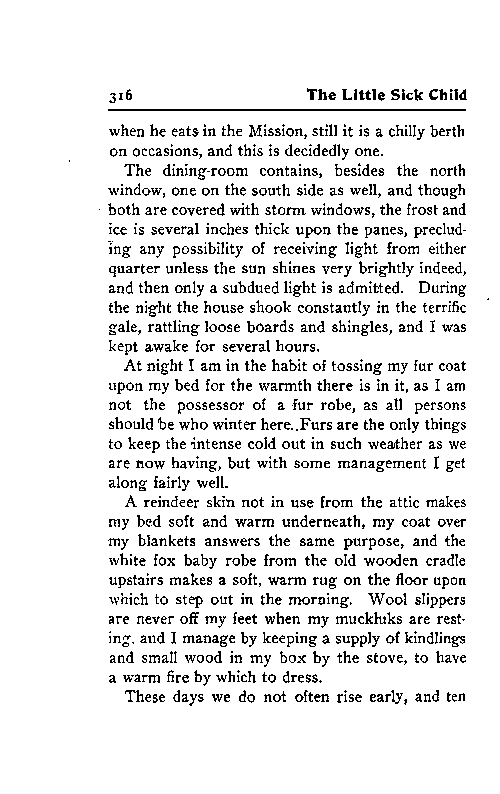 316 The Little Sick Child
when he eats in the Mission, still it is a chilly berth
on occasions, and this is decidedly one.
The dining-room contains, besides the north
window, one on the south side as well, and though
both are covered with storm windows, the frost and
ice is several inches thick upon the panes, preclud-
ing any possibility of receiving light from either
quarter unless the sun shines very brightly indeed,
and then only a subdued light is admitted. During
the night the house shook constantly in the terrific
gale, rattling loose boards and shingles, and I was
kept awake for several hours.
At night I am in the habit of tossing my fur coat
upon my bed for the warmth there is in it, as I am
not the possessor of a fur robe, as all persons
should be who winter here..Furs are the only things
to keep the intense cold out in such weather as we
are now having, but with some management I get
along fairly well.
A reindeer skin not in use from the attic makes
my bed soft and warm underneath, my coat over
my blankets answers the same purpose, and the
white fox baby robe from the old wooden cradle
upstairs makes a soft, warm rug on the floor upon
which to step out in the morning. Wool slippers
are never off my feet when my muckluks are rest-
ing. and I manage by keeping a supply of kindlings
and small wood in my box by the stove, to have
a warm fire by which to dress.
These days we do not often rise early, and ten